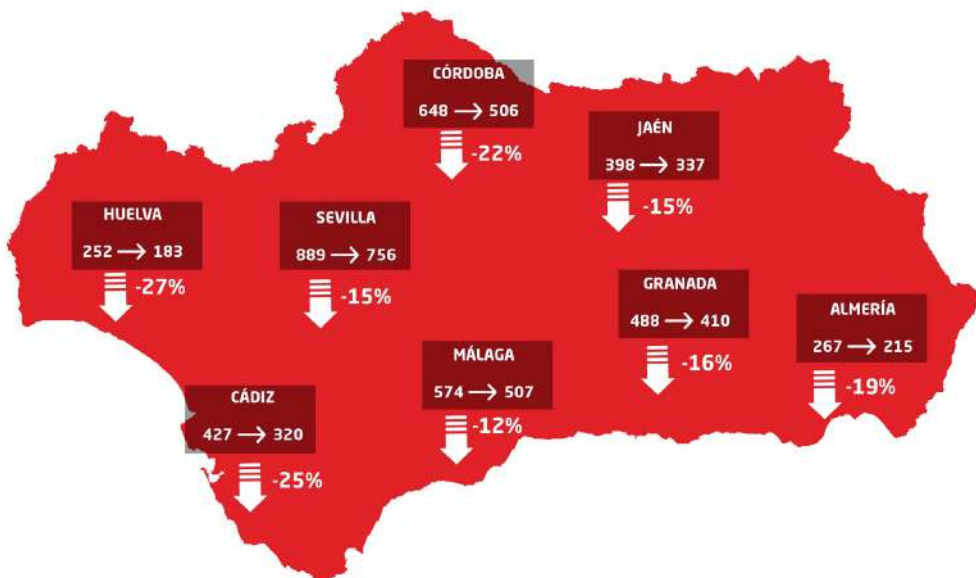 CÓRDOBA
648 → 506
-22%
JAÉN
398 → 337
-15%
HUELVA
252 → 183
-27%
SEVILLA
889 → 756
-15%
GRANADA
488 → 410
-16%
ALMERÍA
267 → 215
-19%
MÁLAGA
574 → 507
-12%
CÁDIZ
427 → 320
-25%